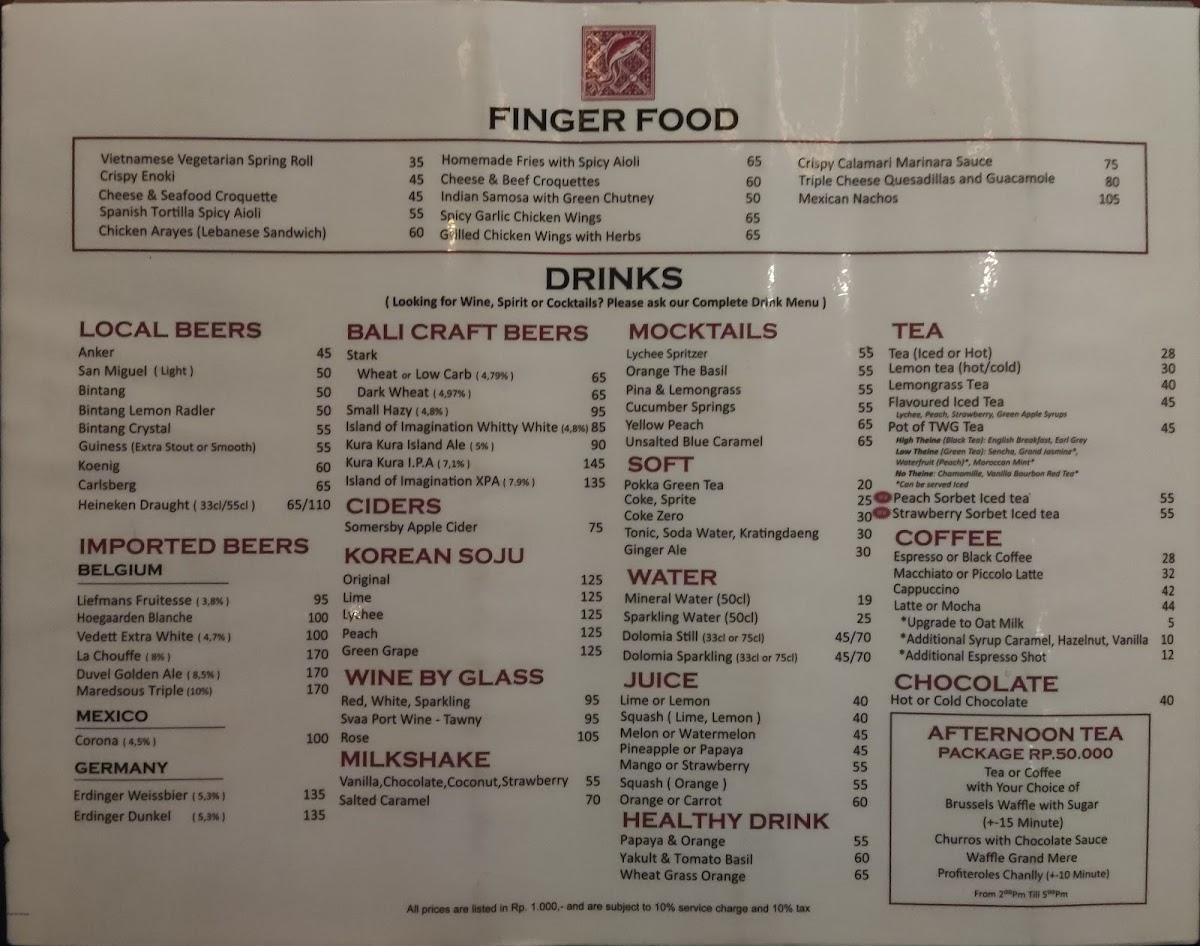 FINGER FOOD
Vietnamese Vegetarian Spring Roll 35
Crispy Enoki 45
Cheese & Seafood Croquette 45
Spanish Tortilla Spicy Aioli 55
Chicken Arayes (Lebanese Sandwich) 60
Homemade Fries with Spicy Aioli 65
Cheese & Beef Croquettes 60
Indian Samosa with Green Chutney 50
Spicy Garlic Chicken Wings 65
Grilled Chicken Wings with Herbs 65
Crispy Calamari Marinara Sauce 75
Triple Cheese Quesadillas and Guacamole 80
Mexican Nachos 105
DRINKS
( Looking for Wine, Spirit or Cocktails? Please ask our Complete Drink Menu )
LOCAL BEERS
Anker 45
San Miguel ( Light ) 50
Bintang 50
Bintang Lemon Radler 50
Bintang Crystal 55
Guiness (Extra Stout or Smooth) 55
Koenig 60
Carlsberg 65
Heineken Draught ( 33cl/55cl ) 65/110
IMPORTED BEERS
BELGIUM
Liefmans Fruitesse ( 3,8% ) 95
Hoegaarden Blanche 100
Vedett Extra White ( 4,7% ) 100
La Chouffe ( 8% ) 170
Duvel Golden Ale ( 8,5% ) 170
Maredsous Triple (10%) 170
MEXICO
Corona ( 4,5% ) 100
GERMANY
Erdinger Weissbier ( 5,3% ) 135
Erdinger Dunkel ( 5,3% ) 135
BALI CRAFT BEERS
Stark
Wheat or Low Carb ( 4,79% ) 65
Dark Wheat ( 4,97% ) 65
Small Hazy ( 4,8% ) 95
Island of Imagination Whitty White (4,8%) 85
Kura Kura Island Ale ( 5% ) 90
Kura Kura I.P.A ( 7,1% ) 145
Island of Imagination XPA ( 7.9% ) 135
CIDERS
Somersby Apple Cider 75
KOREAN SOJU
Original 125
Lime 125
Lychee 125
Peach 125
Green Grape 125
WINE BY GLASS
Red, White, Sparkling 95
Svaa Port Wine - Tawny 95
Rose 105
MILKSHAKE
Vanilla,Chocolate,Coconut,Strawberry 55
Salted Caramel 70
MOCKTAILS
Lychee Spritzer 55
Orange The Basil 55
Pina & Lemongrass 55
Cucumber Springs 55
Yellow Peach 65
Unsalted Blue Caramel 65
SOFT
Pokka Green Tea 20
Coke, Sprite 25
Coke Zero 30
Tonic, Soda Water, Kratingdaeng 30
Ginger Ale 30
WATER
Mineral Water (50cl) 19
Sparkling Water (50cl) 25
Dolomia Still (33cl or 75cl) 45/70
Dolomia Sparkling (33cl or 75cl) 45/70
JUICE
Lime or Lemon 40
Squash ( Lime, Lemon ) 40
Melon or Watermelon 45
Pineapple or Papaya 45
Mango or Strawberry 55
Squash ( Orange ) 55
Orange or Carrot 60
HEALTHY DRINK
Papaya & Orange 55
Yakult & Tomato Basil 60
Wheat Grass Orange 65
TEA
Tea (Iced or Hot) 28
Lemon tea (hot/cold) 30
Lemongrass Tea 40
Flavoured Iced Tea 45
Lychee, Peach, Strawberry, Green Apple Syrups
Pot of TWG Tea 45
High Theine (Black Tea): English Breakfast, Earl Grey
Low Theine (Green Tea): Sencha, Grand Jasmine*,
Waterfruit (Peach)*, Moroccan Mint*
No Theine: Chamomille, Vanilla Bourbon Red Tea*
*Can be served Iced
Peach Sorbet Iced tea 55
Strawberry Sorbet Iced tea 55
COFFEE
Espresso or Black Coffee 28
Macchiato or Piccolo Latte 32
Cappuccino 42
Latte or Mocha 44
*Upgrade to Oat Milk 5
*Additional Syrup Caramel, Hazelnut, Vanilla 10
*Additional Espresso Shot 12
CHOCOLATE
Hot or Cold Chocolate 40
AFTERNOON TEA
PACKAGE RP.50.000
Tea or Coffee
with Your Choice of
Brussels Waffle with Sugar
(+-15 Minute)
Churros with Chocolate Sauce
Waffle Grand Mere
Profiteroles Chanlly (+-10 Minute)
From 2ººPm Till 5ººPm
All prices are listed in Rp. 1.000,- and are subject to 10% service charge and 10% tax